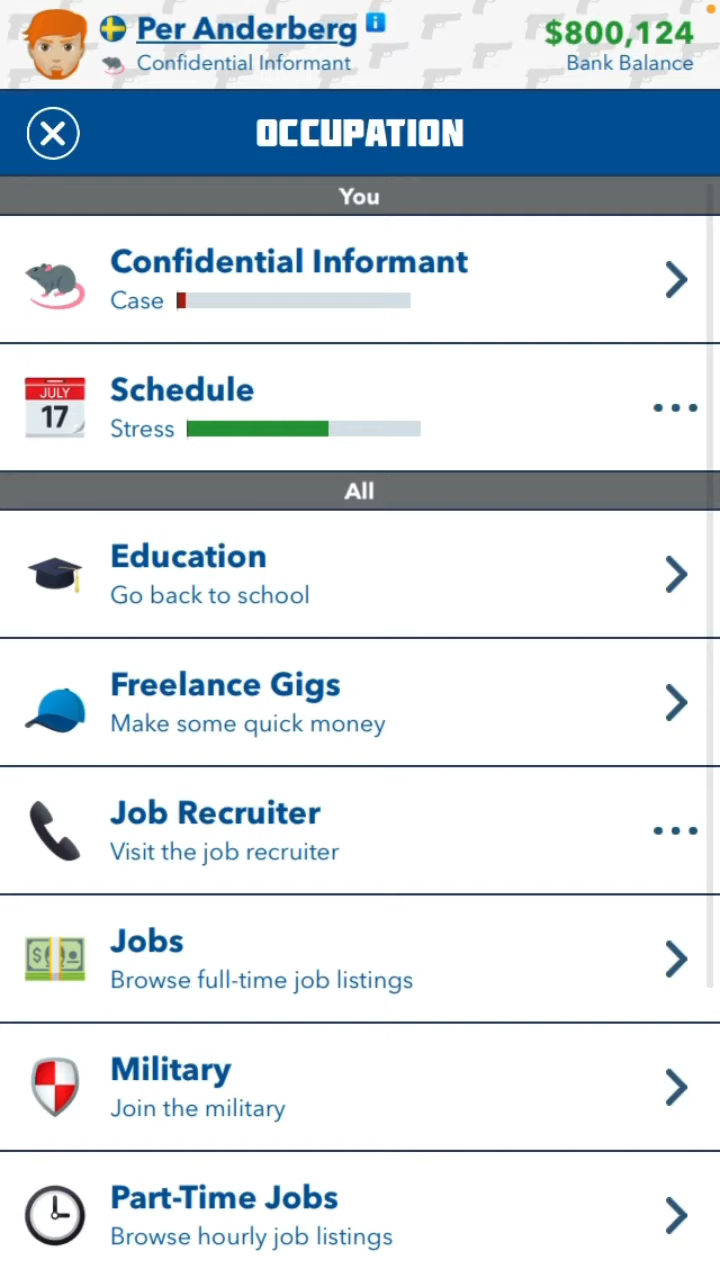 Per Anderberg i
$800,124
Confidential Informant
Bank Balance
OCCUPATION
You
Confidential Informant
Case
JULY
17
Schedule
Stress
All
Education
Go back to school
Freelance Gigs
Make some quick money
Job Recruiter
Visit the job recruiter
Jobs
Browse full-time job listings
Military
Join the military
Part-Time Jobs
Browse hourly job listings